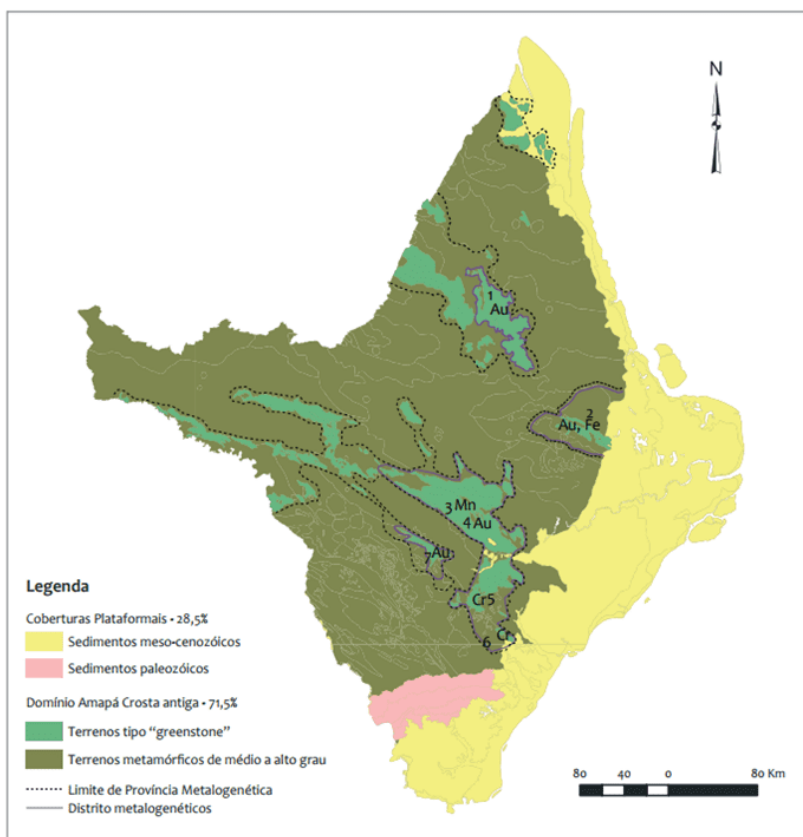 N
1
Au
2
Au, Fe
3 Mn
4 Au
7 Au
Cr5
Cr
6
Legenda
Coberturas Plataformais • 28,5%
Sedimentos meso-cenozóicos
Sedimentos paleozóicos
Domínio Amapá Crosta antiga • 71,5%
Terrenos tipo “greenstone”
Terrenos metamórficos de médio a alto grau
Limite de Província Metalogenética
Distrito metalogenéticos
80 40 0 80 Km